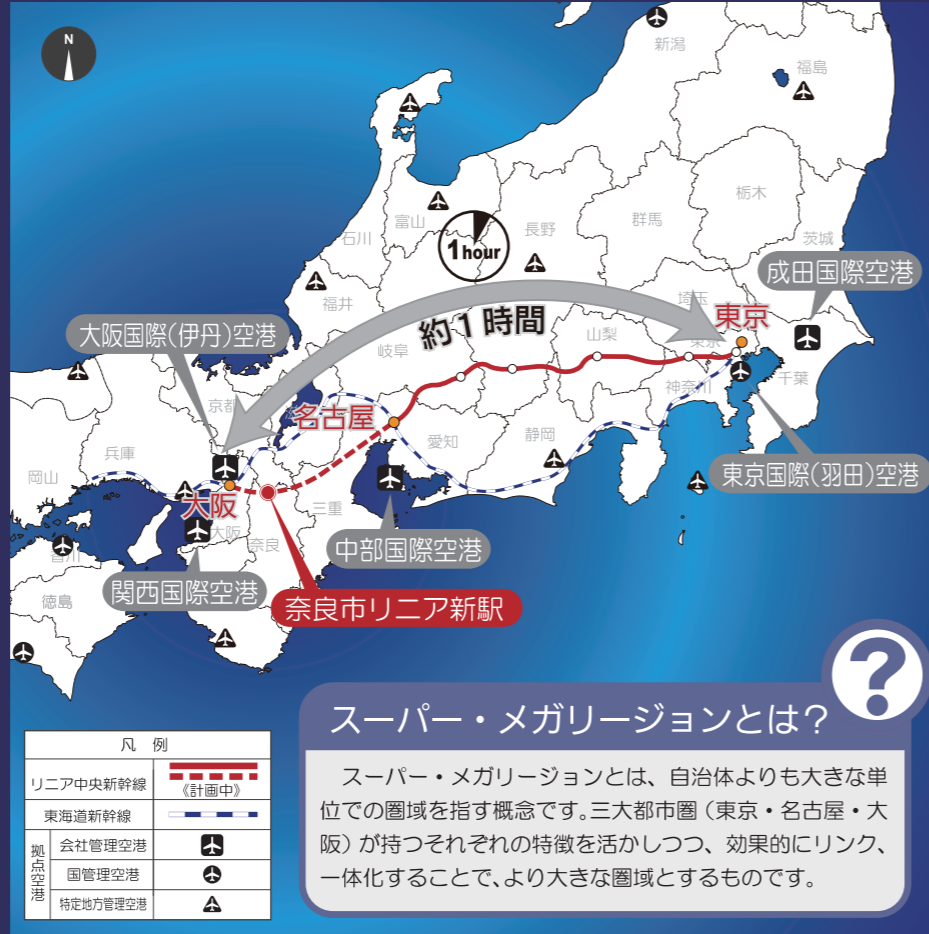 N
新潟
福島
栃木
群馬
富山
長野
石川
茨城
1 hour
成田国際空港
福井
埼玉
東京
約1時間
大阪国際(伊丹)空港
岐阜
山梨
東京
京都
神奈川
千葉
名古屋
愛知
静岡
兵庫
岡山
東京国際(羽田)空港
大阪
三重
大阪
奈良
中部国際空港
香川
関西国際空港
徳島
奈良市リニア新駅
?
スーパー・メガリージョンとは?
スーパー・メガリージョンとは、自治体よりも大きな単
位での圏域を指す概念です。三大都市圏(東京・名古屋・大
阪)が持つそれぞれの特徴を活かしつつ、効果的にリンク、
一体化することで、より大きな圏域とするものです。
凡 例
リニア中央新幹線
《計画中》
東海道新幹線
拠点空港
会社管理空港
国管理空港
特定地方管理空港